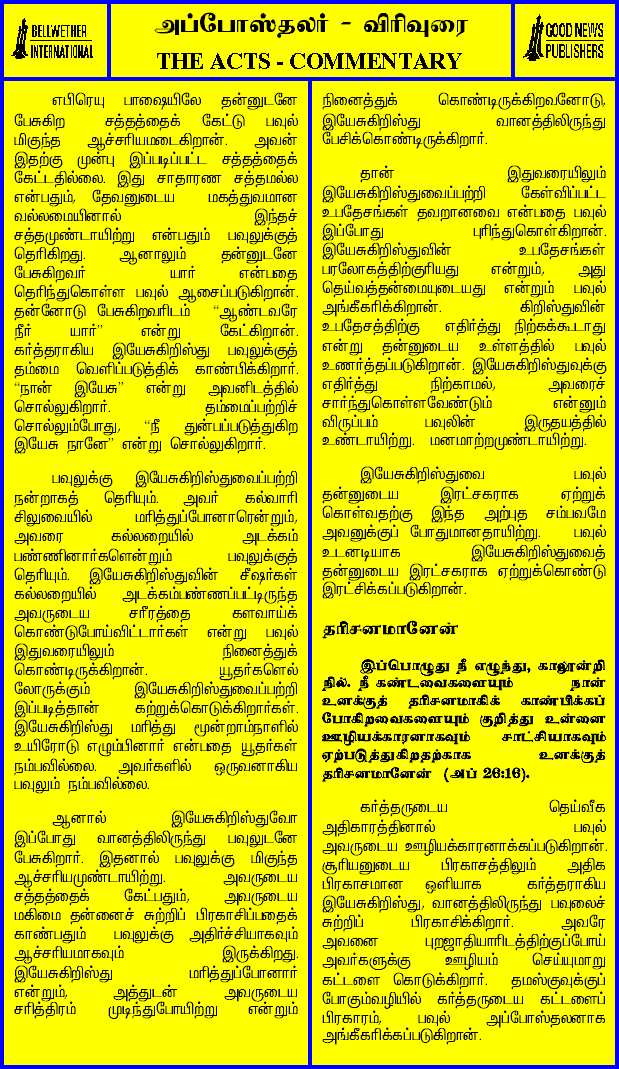 BELLWETHER
INTERNATIONAL
அப்போஸ்தலர் - விரிவுரை
THE ACTS - COMMENTARY
GOOD NEWS
PUBLISHERS
எபிரெயு பாஷையிலே தன்னுடனே
பேசுகிற சத்தத்தைக் கேட்டு பவுல்
மிகுந்த ஆச்சரியமடைகிறான். அவன்
இதற்கு முன்பு இப்படிப்பட்ட சத்தத்தைக்
கேட்டதில்லை. இது சாதாரண சத்தமல்ல
என்பதும், தேவனுடைய மகத்துவமான
வல்லமையினால் இந்தச்
சத்தமுண்டாயிற்று என்பதும் பவுலுக்குத்
தெரிகிறது. ஆனாலும் தன்னுடனே
பேசுகிறவர் யார் என்பதை
தெரிந்துகொள்ள பவுல் ஆசைப்படுகிறான்.
தன்னோடு பேசுகிறவரிடம் “ஆண்டவரே
நீர் யார்” என்று கேட்கிறான்.
கர்த்தராகிய இயேசுகிறிஸ்து பவுலுக்குத்
தம்மை வெளிப்படுத்திக் காண்பிக்கிறார்.
“நான் இயேசு” என்று அவனிடத்தில்
சொல்லுகிறார். தம்மைப்பற்றிச்
சொல்லும்போது, “நீ துன்பப்படுத்துகிற
இயேசு நானே” என்று சொல்லுகிறார்.
பவுலுக்கு இயேசுகிறிஸ்துவைப்பற்றி
நன்றாகத் தெரியும். அவர் கல்வாரி
சிலுவையில் மரித்துப்போனாரென்றும்,
அவரை கல்லறையில் அடக்கம்
பண்ணினார்களென்றும் பவுலுக்குத்
தெரியும். இயேசுகிறிஸ்துவின் சீஷர்கள்
கல்லறையில் அடக்கம்பண்ணப்பட்டிருந்த
அவருடைய சரீரத்தை களவாய்க்
கொண்டுபோய்விட்டார்கள் என்று பவுல்
இதுவரையிலும் நினைத்துக்
கொண்டிருக்கிறான். யூதர்களெல்
லோருக்கும் இயேசுகிறிஸ்துவைப்பற்றி
இப்படித்தான் கற்றுக்கொடுக்கிறார்கள்.
இயேசுகிறிஸ்து மரித்து மூன்றாம்நாளில்
உயிரோடு எழும்பினார் என்பதை யூதர்கள்
நம்பவில்லை. அவர்களில் ஒருவனாகிய
பவுலும் நம்பவில்லை.
ஆனால் இயேசுகிறிஸ்துவோ
இப்போது வானத்திலிருந்து பவுலுடனே
பேசுகிறார். இதனால் பவுலுக்கு மிகுந்த
ஆச்சரியமுண்டாயிற்று. அவருடைய
சத்தத்தைக் கேட்பதும், அவருடைய
மகிமை தன்னைச் சுற்றிப் பிரகாசிப்பதைக்
காண்பதும் பவுலுக்கு அதிர்ச்சியாகவும்
ஆச்சரியமாகவும் இருக்கிறது.
இயேசுகிறிஸ்து மரித்துப்போனார்
என்றும், அத்துடன் அவருடைய
சரித்திரம் முடிந்துபோயிற்று என்றும்
நினைத்துக் கொண்டிருக்கிறவனோடு,
இயேசுகிறிஸ்து வானத்திலிருந்து
பேசிக்கொண்டிருக்கிறார்.
தான் இதுவரையிலும்
இயேசுகிறிஸ்துவைப்பற்றி கேள்விப்பட்ட
உபதேசங்கள் தவறானவை என்பதை பவுல்
இப்போது புரிந்துகொள்கிறான்.
இயேசுகிறிஸ்துவின் உபதேசங்கள்
பரலோகத்திற்குரியது என்றும், அது
தெய்வத்தன்மையுடையது என்றும் பவுல்
அங்கீகரிக்கிறான். கிறிஸ்துவின்
உபதேசத்திற்கு எதிர்த்து நிற்கக்கூடாது
என்று தன்னுடைய உள்ளத்தில் பவுல்
உணர்த்தப்படுகிறான். இயேசுகிறிஸ்துவுக்கு
எதிர்த்து நிற்காமல், அவரைச்
சார்ந்துகொள்ளவேண்டும் என்னும்
விருப்பம் பவுலின் இருதயத்தில்
உண்டாயிற்று. மனமாற்றமுண்டாயிற்று.
இயேசுகிறிஸ்துவை பவுல்
தன்னுடைய இரட்சகராக ஏற்றுக்
கொள்வதற்கு இந்த அற்புத சம்பவமே
அவனுக்குப் போதுமானதாயிற்று. பவுல்
உடனடியாக இயேசுகிறிஸ்துவைத்
தன்னுடைய இரட்சகராக ஏற்றுக்கொண்டு
இரட்சிக்கப்படுகிறான்.
தரிசனமானேன்
இப்பொழுது நீ எழுந்து, காலூன்றி
நில். நீ கண்டவைகளையும் நான்
உனக்குத் தரிசனமாகிக் காண்பிக்கப்
போகிறவைகளையும் குறித்து உன்னை
ஊழியக்காரனாகவும் சாட்சியாகவும்
ஏற்படுத்துகிறதற்காக உனக்குத்
தரிசனமானேன் (அப் 26:16).
கர்த்தருடைய தெய்வீக
அதிகாரத்தினால் பவுல்
அவருடைய ஊழியக்காரனாக்கப்படுகிறான்.
சூரியனுடைய பிரகாசத்திலும் அதிக
பிரகாசமான ஒளியாக கர்த்தராகிய
இயேசுகிறிஸ்து, வானத்திலிருந்து பவுலைச்
சுற்றிப் பிரகாசிக்கிறார். அவரே
அவனை புறஜாதியாரிடத்திற்குப்போய்
அவர்களுக்கு ஊழியம் செய்யுமாறு
கட்டளை கொடுக்கிறார். தமஸ்குவுக்குப்
போகும்வழியில் கர்த்தருடைய கட்டளைப்
பிரகாரம், பவுல் அப்போஸ்தலனாக
அங்கீகரிக்கப்படுகிறான்.